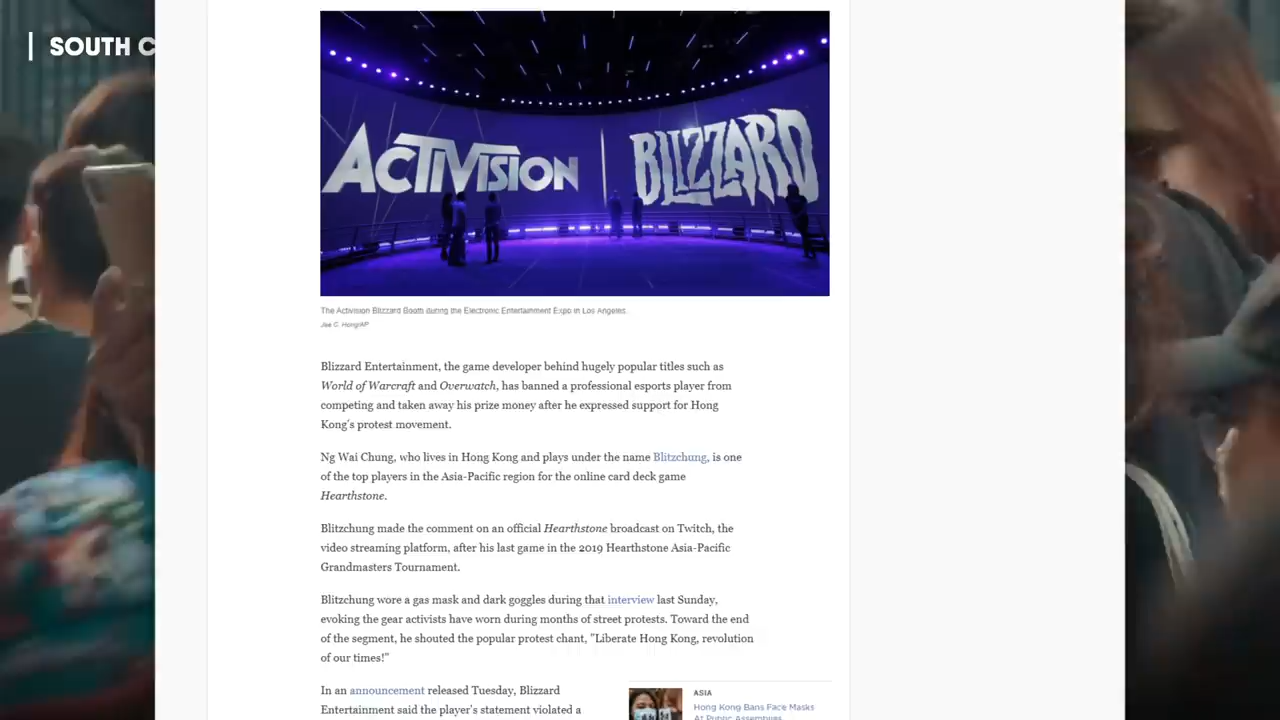 SOUTH C
ACTIVISION
BLIZZARD
The Activision Blizzard Booth during the Electronic Entertainment Expo in Los Angeles.
Jae C. Hong/AP
Blizzard Entertainment, the game developer behind hugely popular titles such as
World of Warcraft and Overwatch, has banned a professional esports player from
competing and taken away his prize money after he expressed support for Hong
Kong's protest movement.
Ng Wai Chung, who lives in Hong Kong and plays under the name Blitzchung, is one
of the top players in the Asia-Pacific region for the online card deck game
Hearthstone.
Blitzchung made the comment on an official Hearthstone broadcast on Twitch, the
video streaming platform, after his last game in the 2019 Hearthstone Asia-Pacific
Grandmasters Tournament.
Blitzchung wore a gas mask and dark goggles during that interview last Sunday,
evoking the gear activists have worn during months of street protests. Toward the end
of the segment, he shouted the popular protest chant, "Liberate Hong Kong, revolution
of our times!"
In an announcement released Tuesday, Blizzard
Entertainment said the player's statement violated a
ASIA
Hong Kong Bans Face Masks
At Public Assemblies